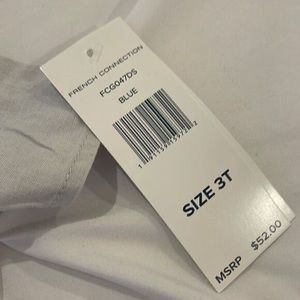 FRENCH CONNECTION
FCG047DS
BLUE
SIZE 3T
MSRP $52.00